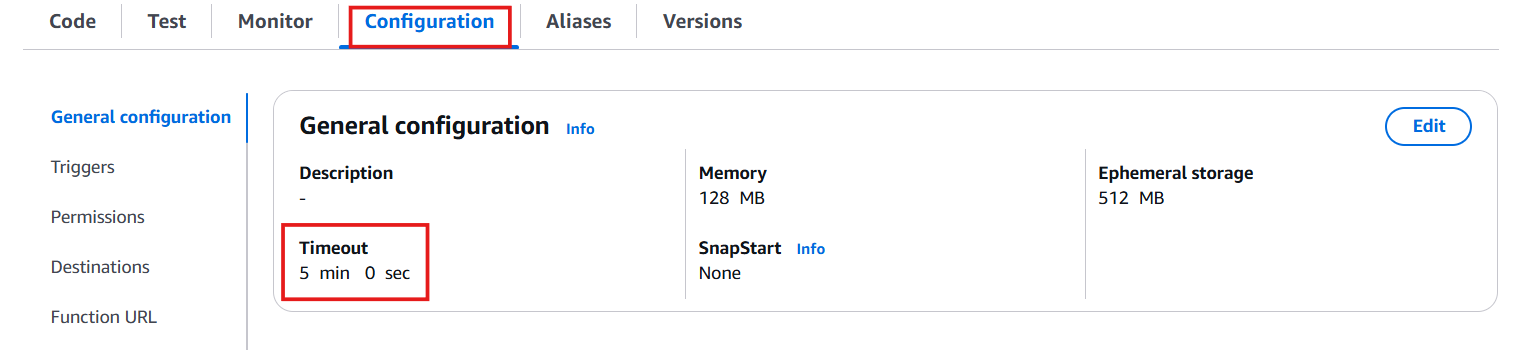 Code Test Monitor Configuration Aliases Versions
General configuration
Triggers
Permissions
Destinations
Function URL
General configuration Info
Edit
Description
-
Memory
128 MB
Ephemeral storage
512 MB
Timeout
5 min 0 sec
SnapStart Info
None